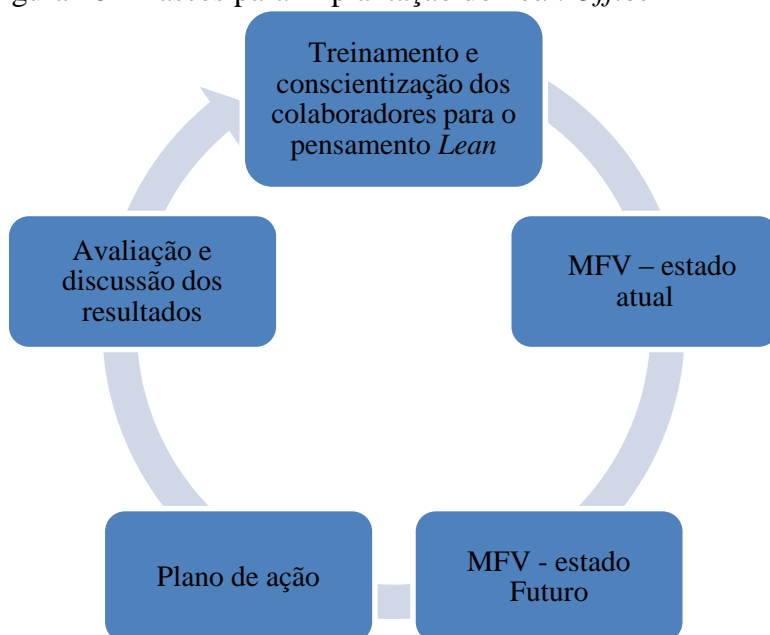 Treinamento e
conscientização dos
colaboradores para o
pensamento Lean
MFV – estado
atual
MFV - estado
Futuro
Plano de ação
Avaliação e
discussão dos
resultados